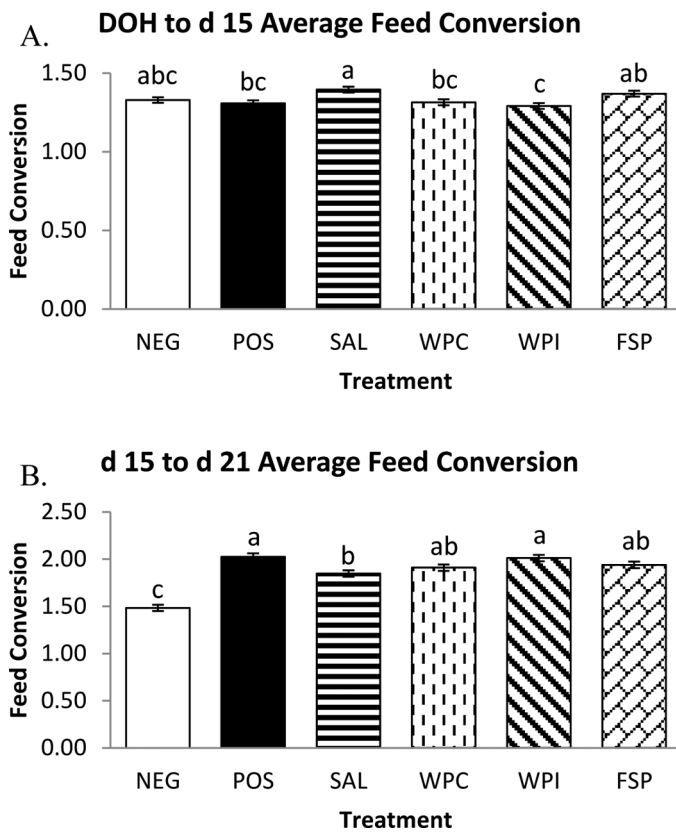 A.
DOH to d 15 Average Feed Conversion
Feed Conversion
1.50
1.00
0.50
0.00
abc bc a bc c ab
NEG POS SAL WPC WPI FSP
Treatment
B.
d 15 to d 21 Average Feed Conversion
Feed Conversion
2.50
2.00
1.50
1.00
0.50
0.00
c a b ab a ab
NEG POS SAL WPC WPI FSP
Treatment